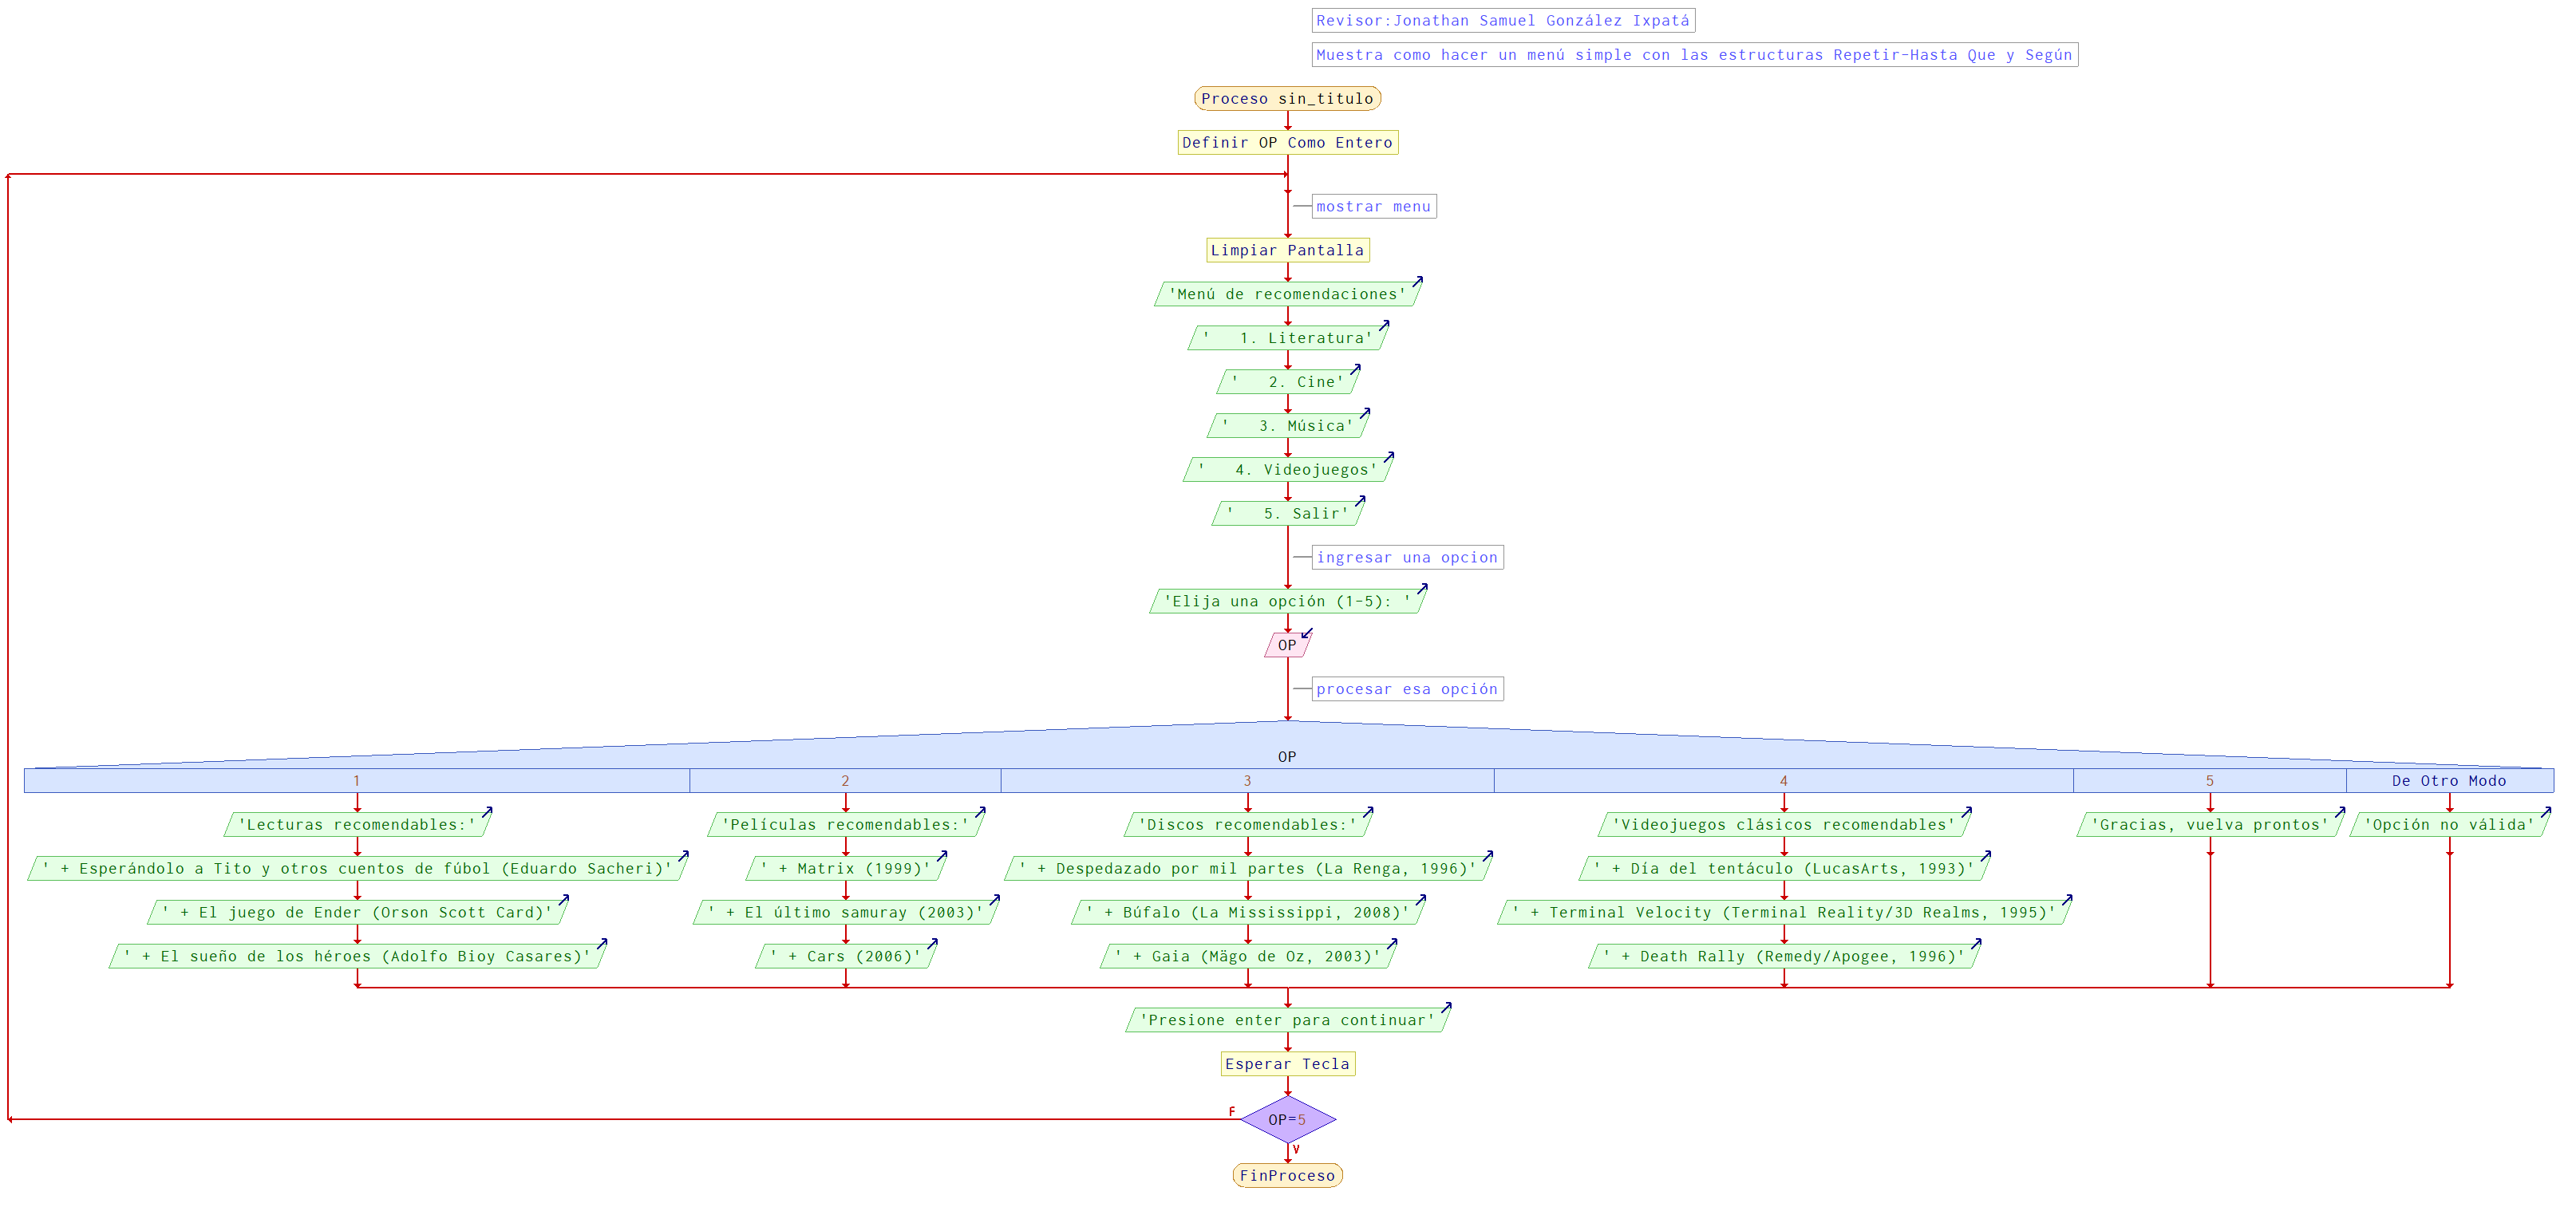 Revisor:Jonathan Samuel González Ixpatá
Muestra como hacer un menú simple con las estructuras Repetir-Hasta Que y Según
Proceso sin_titulo
Definir OP Como Entero
mostrar menu
Limpiar Pantalla
'Menú de recomendaciones'
'   1. Literatura'
'   2. Cine'
'   3. Música'
'   4. Videojuegos'
'   5. Salir'
ingresar una opcion
'Elija una opción (1-5): '
OP
procesar esa opción
OP
1 2 3 4 5 De Otro Modo
'Lecturas recomendables:' 'Películas recomendables:' 'Discos recomendables:' 'Videojuegos clásicos recomendables' 'Gracias, vuelva prontos' 'Opción no válida'
' + Esperándolo a Tito y otros cuentos de fúbol (Eduardo Sacheri)' ' + Matrix (1999)' ' + Despedazado por mil partes (La Renga, 1996)' ' + Día del tentáculo (LucasArts, 1993)'
' + El juego de Ender (Orson Scott Card)' ' + El último samuray (2003)' ' + Búfalo (La Mississippi, 2008)' ' + Terminal Velocity (Terminal Reality/3D Realms, 1995)'
' + El sueño de los héroes (Adolfo Bioy Casares)' ' + Cars (2006)' ' + Gaia (Mägo de Oz, 2003)' ' + Death Rally (Remedy/Apogee, 1996)'
'Presione enter para continuar'
Esperar Tecla
F
OP=5
V
FinProceso